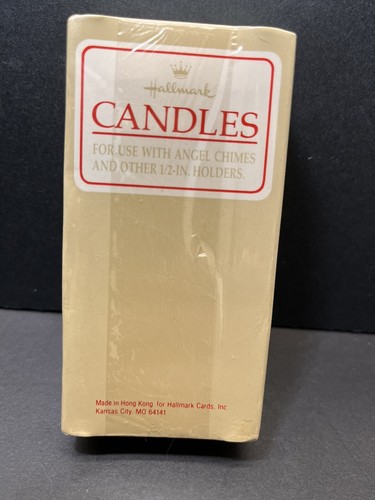 Hallmark
CANDLES
FOR USE WITH ANGEL CHIMES
AND OTHER 1/2-IN. HOLDERS.
Made in Hong Kong for Hallmark Cards, Inc
Kansas City, MO 64141